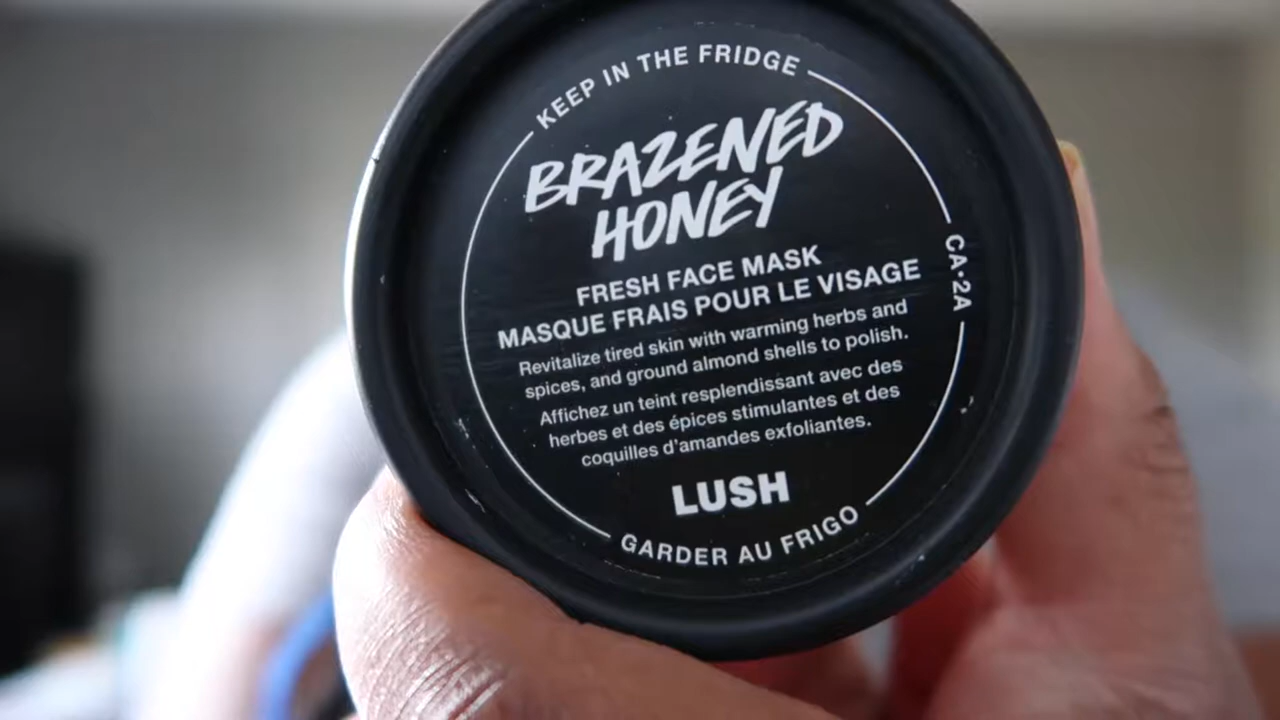 KEEP IN THE FRIDGE
BRAZENED
HONEY
FRESH FACE MASK
MASQUE FRAIS POUR LE VISAGE
Revitalize tired skin with warming herbs and
spices, and ground almond shells to polish.
Affichez un teint resplendissant avec des
herbes et des épices stimulantes et des
coquilles d'amandes exfoliantes.
CA•2A
LUSH
GARDER AU FRIGO